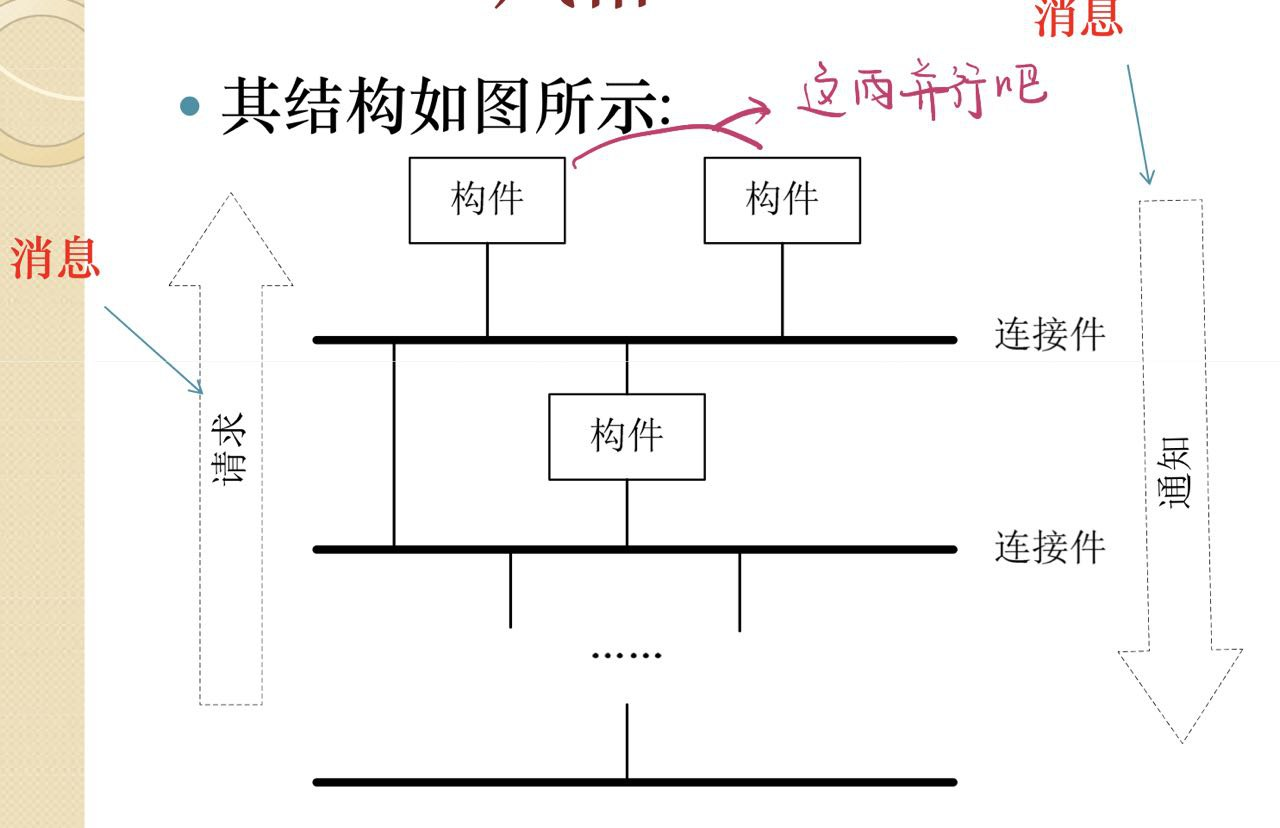 消息
其结构如图所示:
这两并行吧
构件
构件
消息
连接件
请求
构件
通知
连接件
......